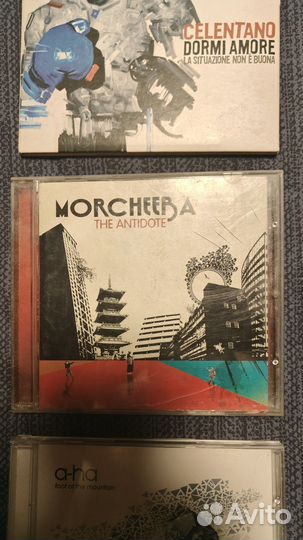 CELENTANO
DORMI AMORE
LA SITUAZIONE NON È BUONA
MORCHEEBA
THE ANTIDOTE
a-ha
foot of the mountain
Avito